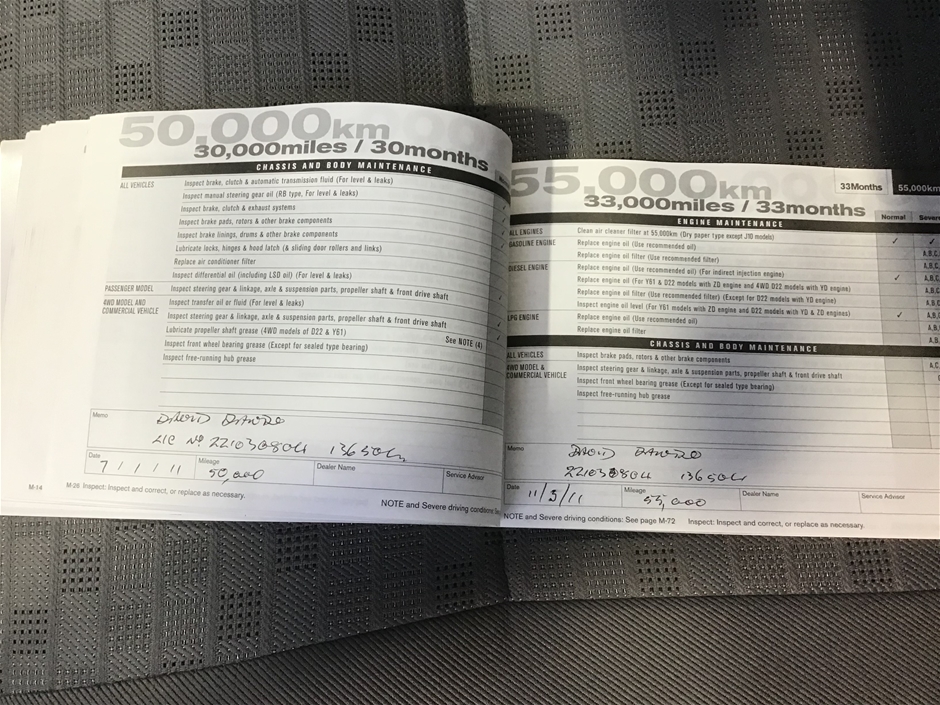 50,000km
30,000miles / 30months
CHASSIS AND BODY MAINTENANCE
ALL VEHICLES
Inspect brake, clutch & automatic transmission fluid (For level & leaks)
Inspect manual steering gear oil (RB type, For level & leaks)
Inspect brake, clutch & exhaust systems
Inspect brake pads, rotors & other brake components
Inspect brake linings, drums & other brake components
Lubricate locks, hinges & hood latch (& sliding door rollers and links)
Replace air conditioner filter
Inspect differential oil (including LSD oil) (For level & leaks)
PASSENGER MODEL
Inspect steering gear & linkage, axle & suspension parts, propeller shaft & front drive shaft
4WD MODEL AND
COMMERCIAL VEHICLE
Inspect transfer oil or fluid (For level & leaks)
Inspect steering gear & linkage, axle & suspension parts, propeller shaft & front drive shaft
Lubricate propeller shaft grease (4WD models of D22 & Y61)
See NOTE (4)
Inspect front wheel bearing grease (Except for sealed type bearing)
Inspect free-running hub grease
Memo
DAVID
LIC Nº 221030804
Date
7/1/11
Mileage
50,000
Dealer Name
Service Advisor
M-14
M-26 Inspect: Inspect and correct, or replace as necessary.
NOTE and Severe driving conditions:
55,000km
33,000miles / 33months
33Months
55,000km
ENGINE MAINTENANCE
Normal
Severe
ALL ENGINES
Clean air cleaner filter at 55,000km (Dry paper type except J10 models)
✓ ✓
GASOLINE ENGINE
Replace engine oil (Use recommended oil)
A,B,C
Replace engine oil filter (Use recommended filter)
DIESEL ENGINE
Replace engine oil (Use recommended oil) (For indirect injection engine)
Replace engine oil (For Y61 & D22 models with ZD engine and 4WD D22 models with YD engine)
✓
Replace engine oil filter (Use recommended filter) (Except for D22 models with YD engine)
Inspect engine oil level (For Y61 models with ZD engine and D22 models with YD & ZD engines)
✓
LPG ENGINE
Replace engine oil (Use recommended oil)
Replace engine oil filter
CHASSIS AND BODY MAINTENANCE
ALL VEHICLES
Inspect brake pads, rotors & other brake components
4WD MODEL &
COMMERCIAL VEHICLE
Inspect steering gear & linkage, axle & suspension parts, propeller shaft & front drive shaft
Inspect front wheel bearing grease (Except for sealed type bearing)
Inspect free-running hub grease
Memo
DAVID
221030804
Date
11/5/11
Mileage
55,000
Dealer Name
Service Advisor
NOTE and Severe driving conditions: See page M-72 Inspect: Inspect and correct, or replace as necessary.